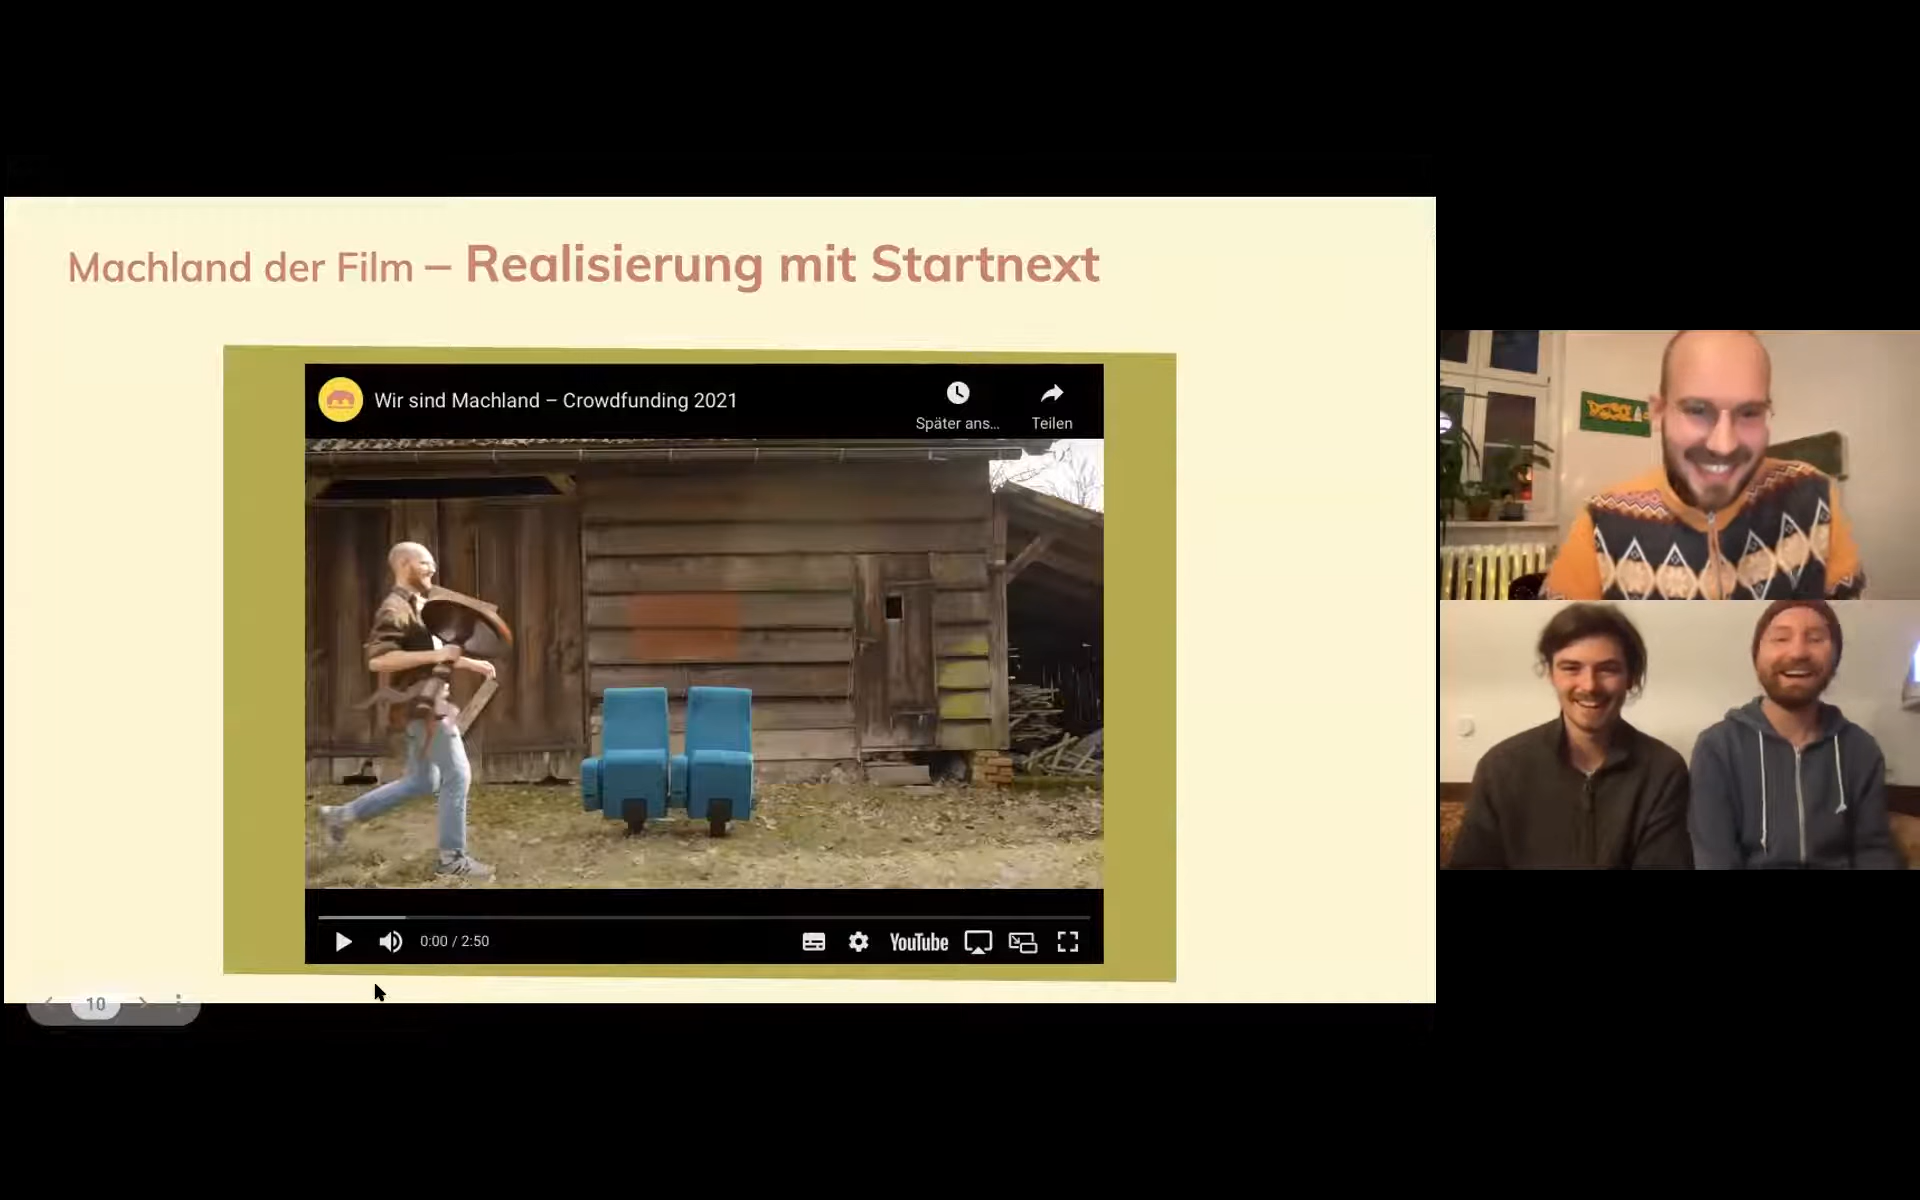 Machland der Film – Realisierung mit Startnext
Wir sind Machland – Crowdfunding 2021
Später ans...
Teilen
0:00 / 2:50
YouTube
10